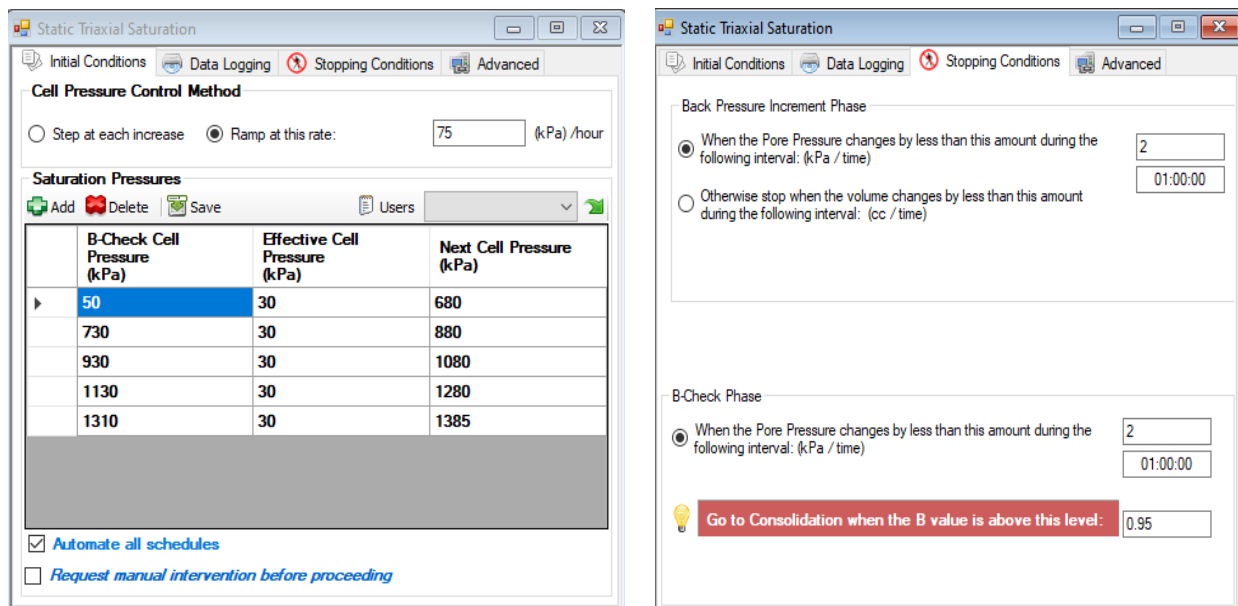 Static Triaxial Saturation
Initial Conditions Data Logging Stopping Conditions Advanced
Cell Pressure Control Method
Step at each increase Ramp at this rate: 75 (kPa) /hour
Saturation Pressures
Add Delete Save Users
B-Check Cell Pressure (kPa) Effective Cell Pressure (kPa) Next Cell Pressure (kPa)
50 30 680
730 30 880
930 30 1080
1130 30 1280
1310 30 1385
Automate all schedules
Request manual intervention before proceeding
Static Triaxial Saturation
Initial Conditions Data Logging Stopping Conditions Advanced
Back Pressure Increment Phase
When the Pore Pressure changes by less than this amount during the
following interval: (kPa / time)
2
01:00:00
Otherwise stop when the volume changes by less than this amount
during the following interval: (cc / time)
B-Check Phase
When the Pore Pressure changes by less than this amount during the
following interval: (kPa / time)
2
01:00:00
Go to Consolidation when the B value is above this level: 0.95